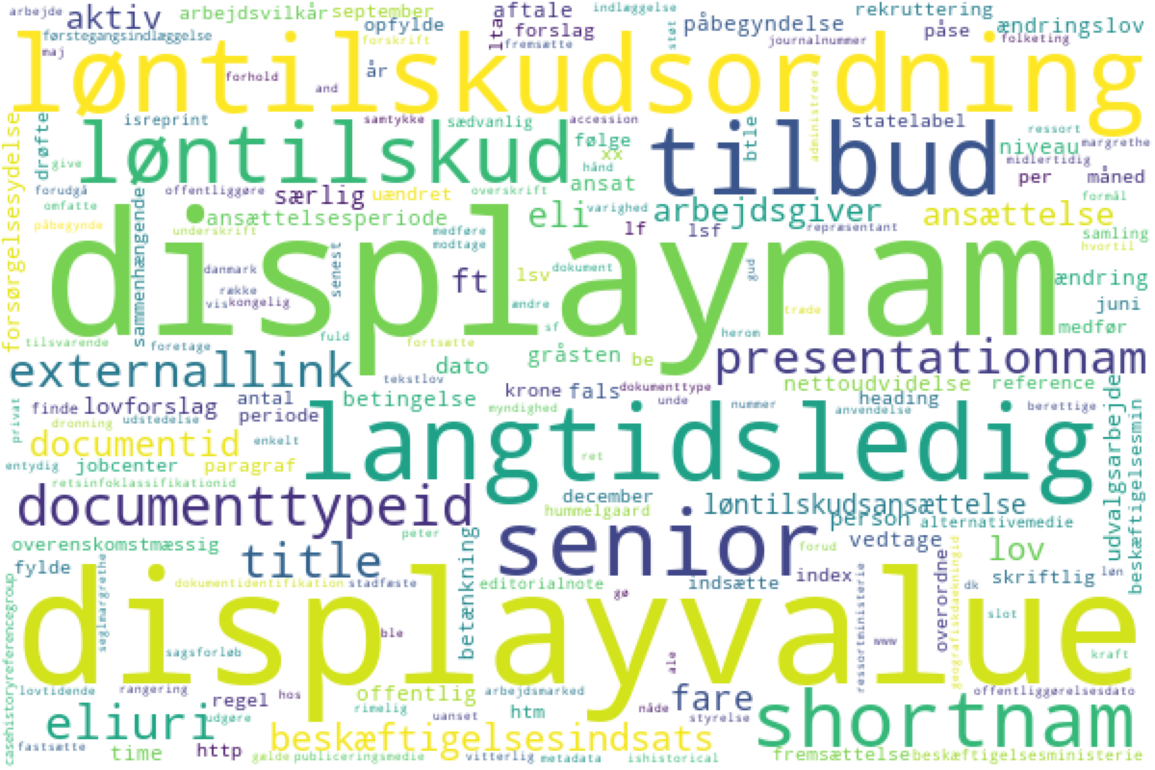 arbejde
aktiv
arbejdsvilkår
september
aftale
indlæggelse
rekruttering
førstegangsindlæggelse
opfylde
ltao
forslag
påbegyndelse
påse
ændringslov
maj
forskrift
fremsætte
støt
journalnummer
folketing
løntilskudsordning
forhold
år
and
drøfte
isreprint
samtykke
sædvanlig
accession
btle
administrere
statelabel
ressort
løntilskud
følge
xx
tilbud
niveau
margrethe
midlertidig
give
hånd
forsørgelsesydelse
forudgå
offentliggøre
særlig
uændret
overskrift
ansat
per
måned
omfatte
sammenhængende
ansættelsesperiode
eli
varighed
arbejdsgiver
ansættelse
formål
påbegynde
underskrift
medføre
lf
lsf
repræsentant
samling
modtage
hvortil
displaynam
danmark
senest
ft
lsv
dokument
gud
ændring
række
vis
kongelig
ændre
trøde
juni
tilsvarende
fuld
sf
herom
medfør
foretage
fortsætte
gråsten
be
presentationnam
externallink
dato
tekstlov
krone
fals
dokumenttype
nettoudvidelse
reference
privat
finde
lovforslag
antal
betingelse
unde
heading
dronning
udstedelse
periode
myndighed
nummer
anvendelse
berettige
documentid
enkelt
langtidsledig
udvalgsarbejde
beskæftigelsesmin
entydig
jobcenter
paragraf
ret
retsinfoklassifikationid
documenttypeid
december
løntilskudsansættelse
hummelgaard
person
alternativemedie
peter
senior
overenskomstmæssig
title
betænkning
forud
vedtage
lov
fylde
seglmargrethe
dokumentidentifikation
stadfæste
editorialnote
indsætte
index
overordne
geografiskdaekningid
dk
skriftlig
løn
gø
displayvalue
casehistoryreferencegroup
ble
slot
sagsforløb
ale
ressortministerie
www
kraft
lovtidende
rangering
regel
hos
offentlig
arbejdsmarked
nåde
fare
offentliggørelsesdato
eliuri
udgøre
rimelig
uanset
htm
styrelse
shortnam
fastsætte
time
http
beskæftigelsesindsats
gælde
publiceringsmedie
vitterlig
metadata
ishistorical
fremsættelse
beskæftigelsesministerie